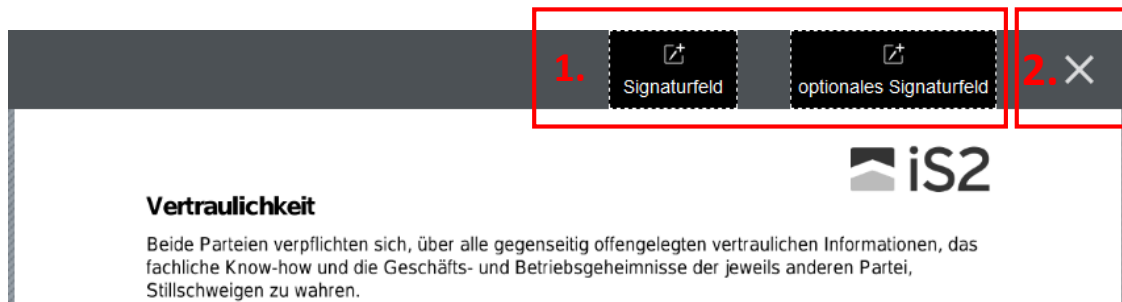 1.
Signaturfeld
optionales Signaturfeld
2.
iS2
Vertraulichkeit
Beide Parteien verpflichten sich, über alle gegenseitig offengelegten vertraulichen Informationen, das
fachliche Know-how und die Geschäfts- und Betriebsgeheimnisse der jeweils anderen Partei,
Stillschweigen zu wahren.